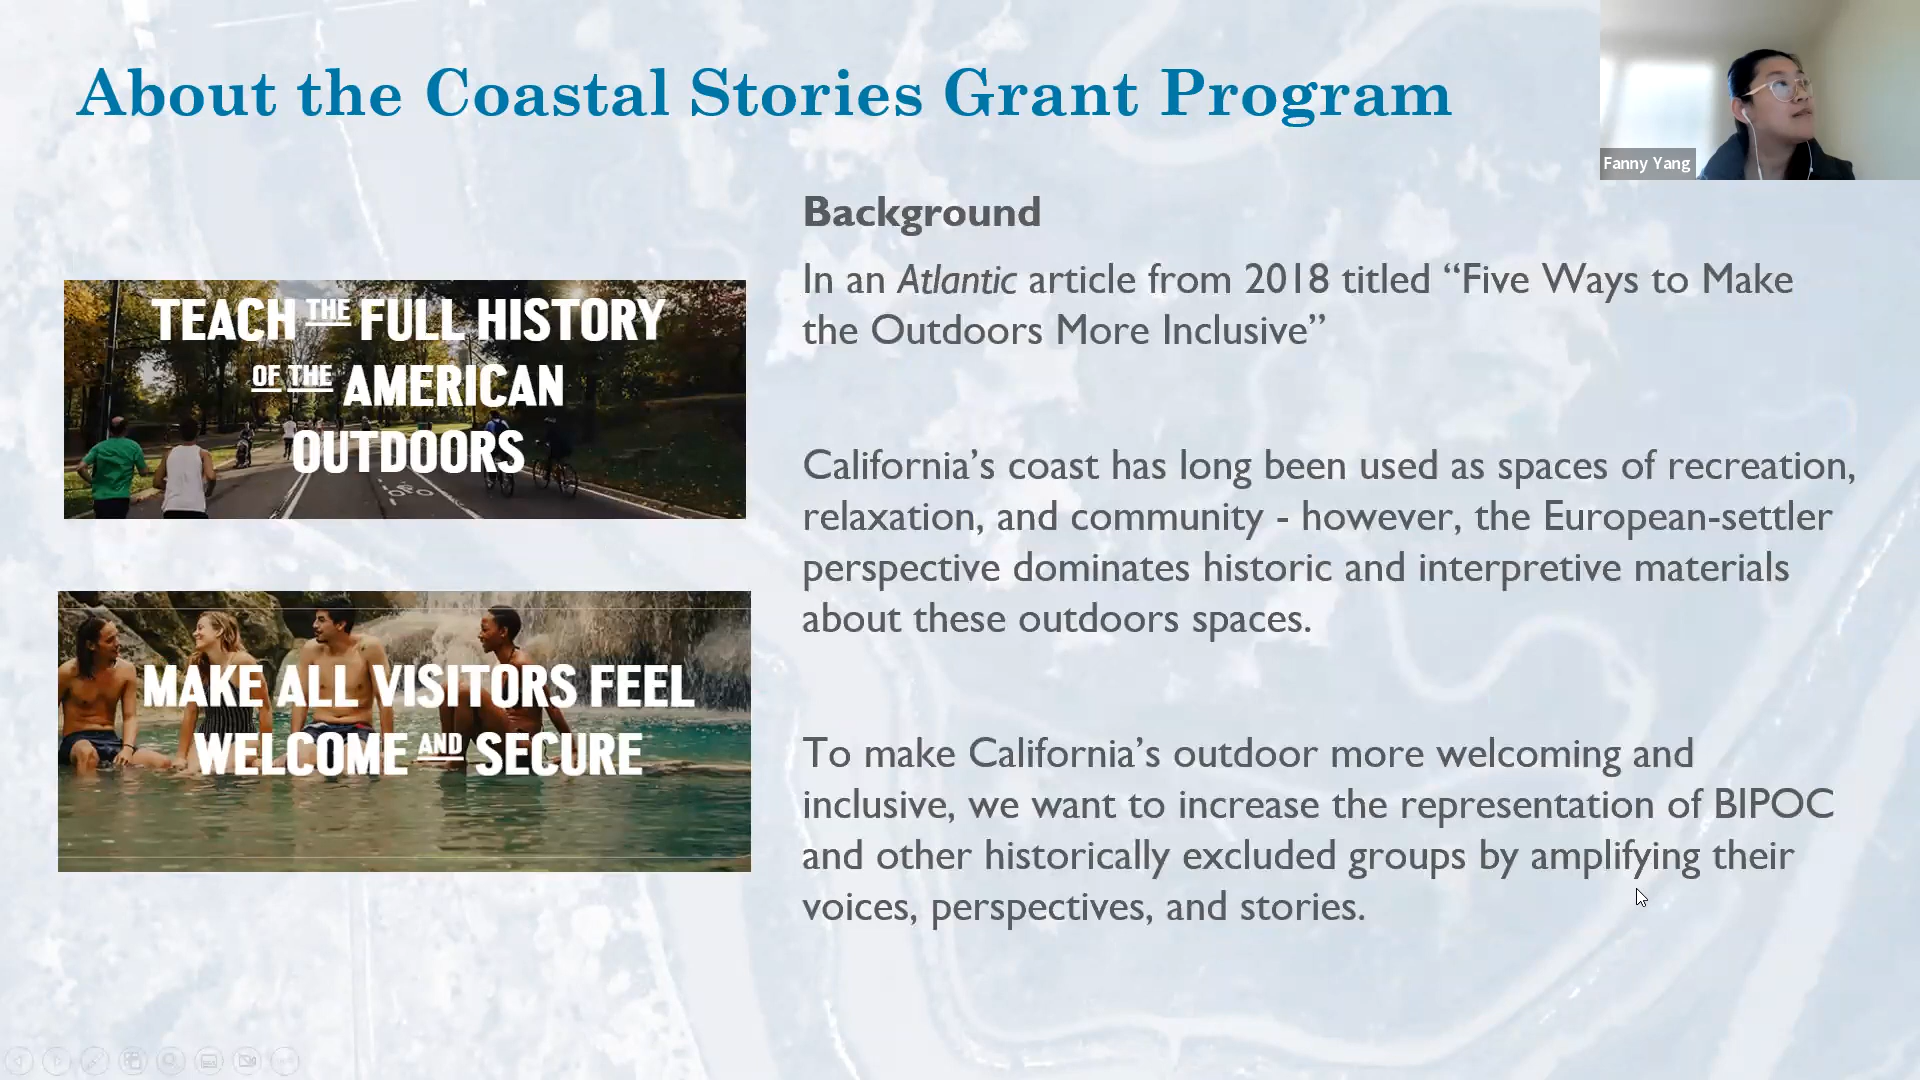 About the Coastal Stories Grant Program
Fanny Yang
Background
In an Atlantic article from 2018 titled “Five Ways to Make
the Outdoors More Inclusive”
California’s coast has long been used as spaces of recreation,
relaxation, and community - however, the European-settler
perspective dominates historic and interpretive materials
about these outdoors spaces.
To make California’s outdoor more welcoming and
inclusive, we want to increase the representation of BIPOC
and other historically excluded groups by amplifying their
voices, perspectives, and stories.
TEACH THE FULL HISTORY
OF THE AMERICAN
OUTDOORS
MAKE ALL VISITORS FEEL
WELCOME AND SECURE